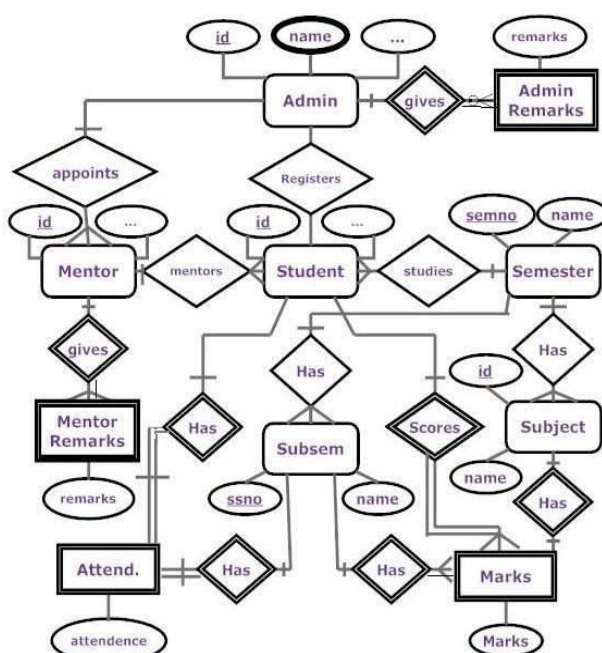 id
name
...
remarks
Admin
gives
Admin
Remarks
appoints
Registers
id
...
id
...
semno
name
Mentor
mentors
Student
studies
Semester
gives
Has
Has
id
Mentor
Remarks
Has
Subsem
Scores
Subject
remarks
ssno
name
name
Has
Attend.
Has
Has
Marks
attendence
Marks